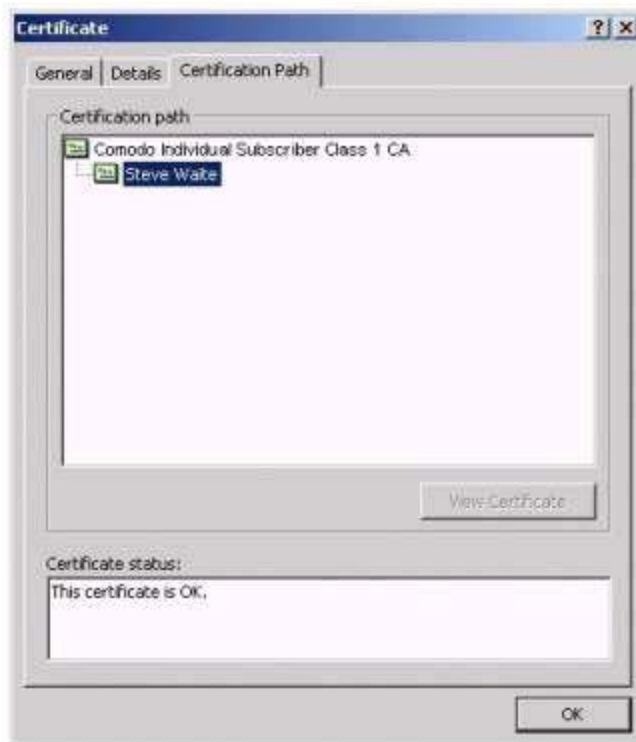 Certificate
General
Details
Certification Path
Certification path
Comodo Individual Subscriber Class 1 CA
Steve Waite
View Certificate
Certificate status:
This certificate is OK.
OK